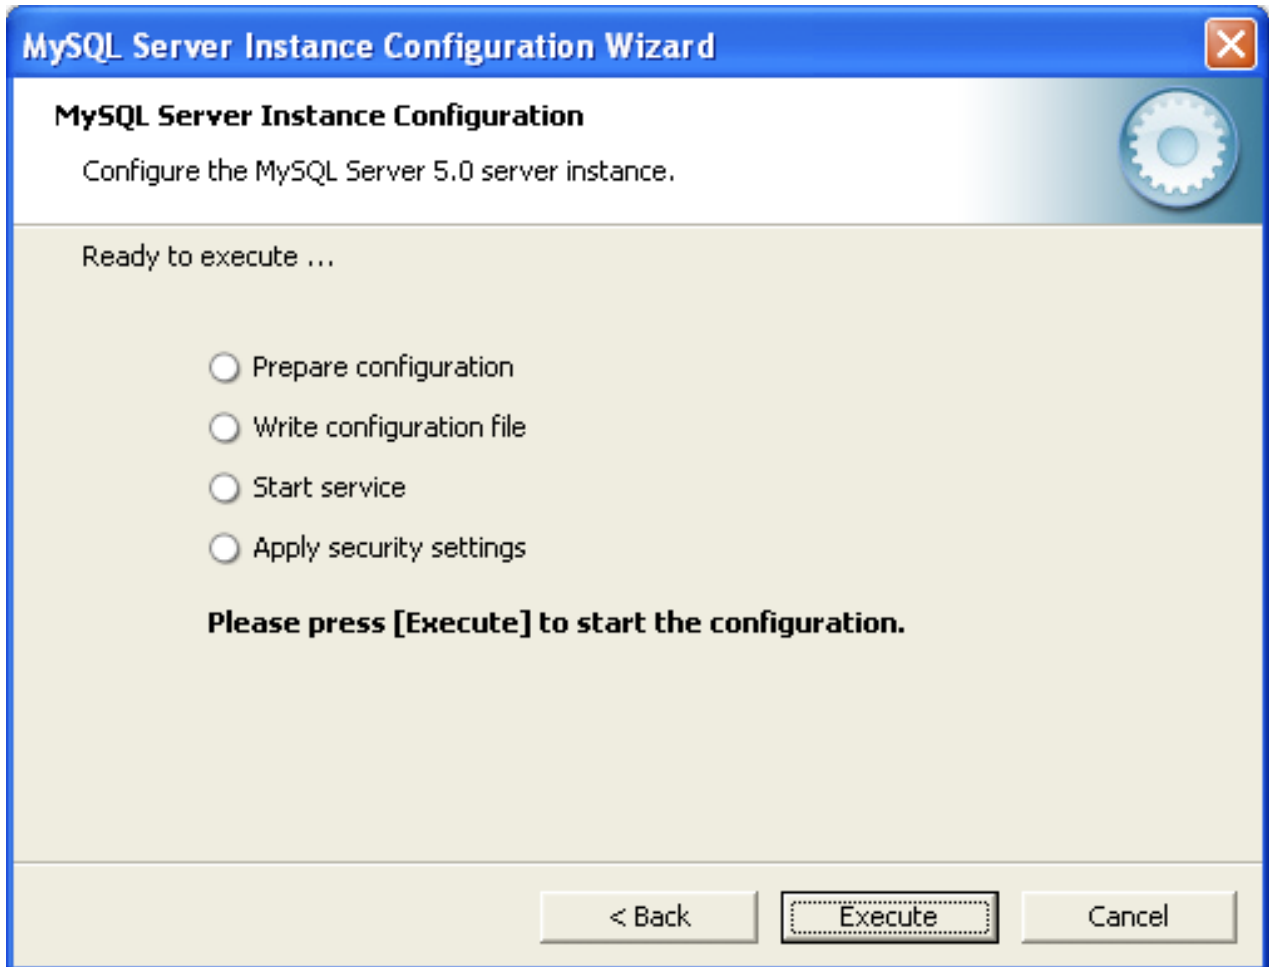 MySQL Server Instance Configuration Wizard
MySQL Server Instance Configuration
Configure the MySQL Server 5.0 server instance.
Ready to execute ...
Prepare configuration
Write configuration file
Start service
Apply security settings
Please press [Execute] to start the configuration.
< Back
Execute
Cancel